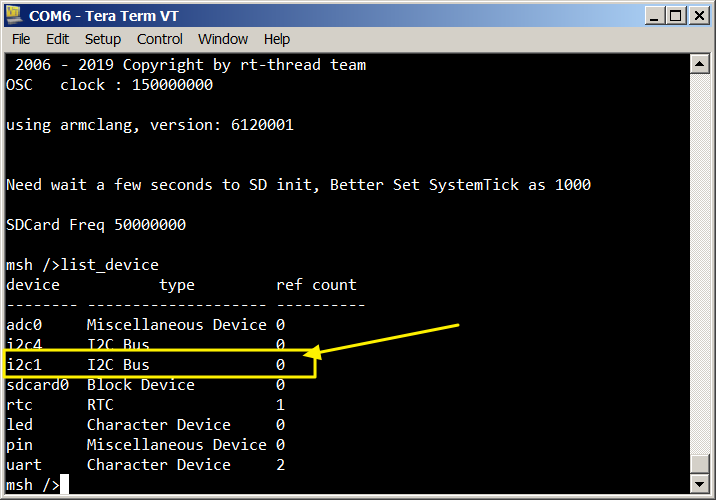 COM6 - Tera Term VT
File Edit Setup Control Window Help
2006 - 2019 Copyright by rt-thread team
OSC clock : 150000000
using armclang, version: 6120001
Need wait a few seconds to SD init, Better Set SystemTick as 1000
SDCard Freq 50000000
msh />list_device
device type ref count
-------- -------------------- ----------
adc0 Miscellaneous Device 0
i2c4 I2C Bus 0
i2c1 I2C Bus 0
sdcard0 Block Device 0
rtc RTC 1
led Character Device 0
pin Miscellaneous Device 0
uart Character Device 2
msh />